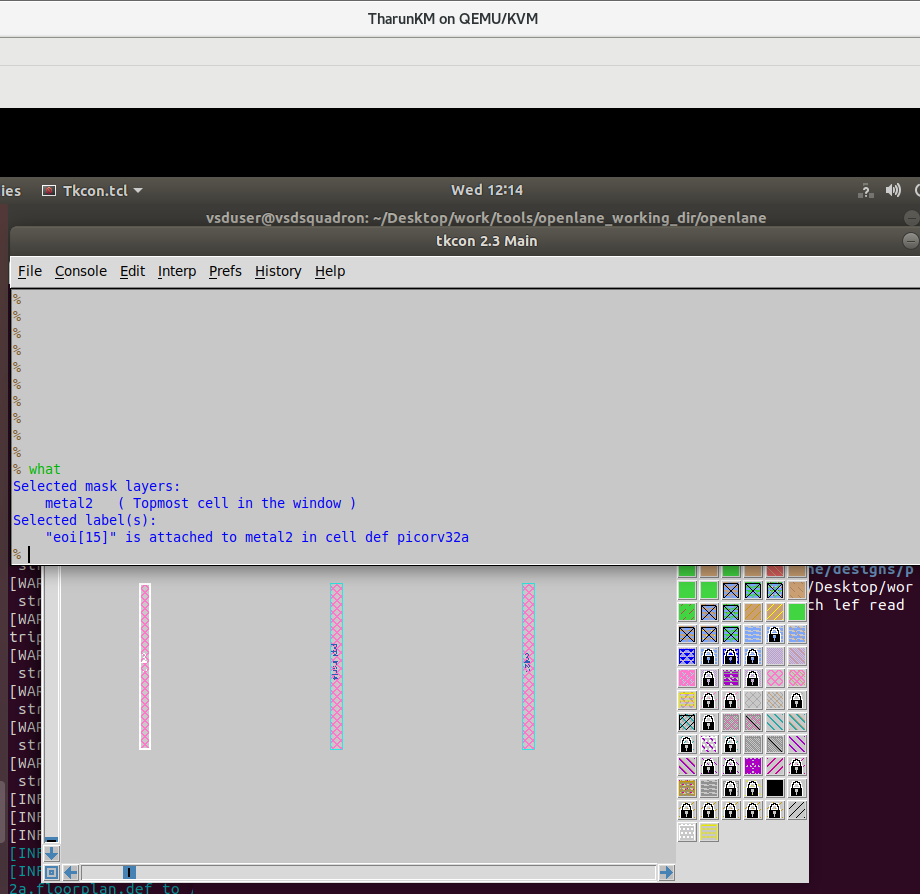 TharunKM on QEMU/KVM
ies Tkcon.tcl Wed 12:14
vsduser@vsdsquadron: ~/Desktop/work/tools/openlane_working_dir/openlane
tkcon 2.3 Main
File Console Edit Interp Prefs History Help
%
%
%
%
%
%
%
%
%
%
% what
Selected mask layers:
metal2 ( Topmost cell in the window )
Selected label(s):
"eoi[15]" is attached to metal2 in cell def picorv32a
%
ne/designs/p
[WAR /Desktop/wor
str ch lef read
[WAR
trip
[WAR
str
[WAR
str
[WAR
str
[WAR
str
[INF
[INF
[INF
[INF
[INF
2a.floorplan.def to